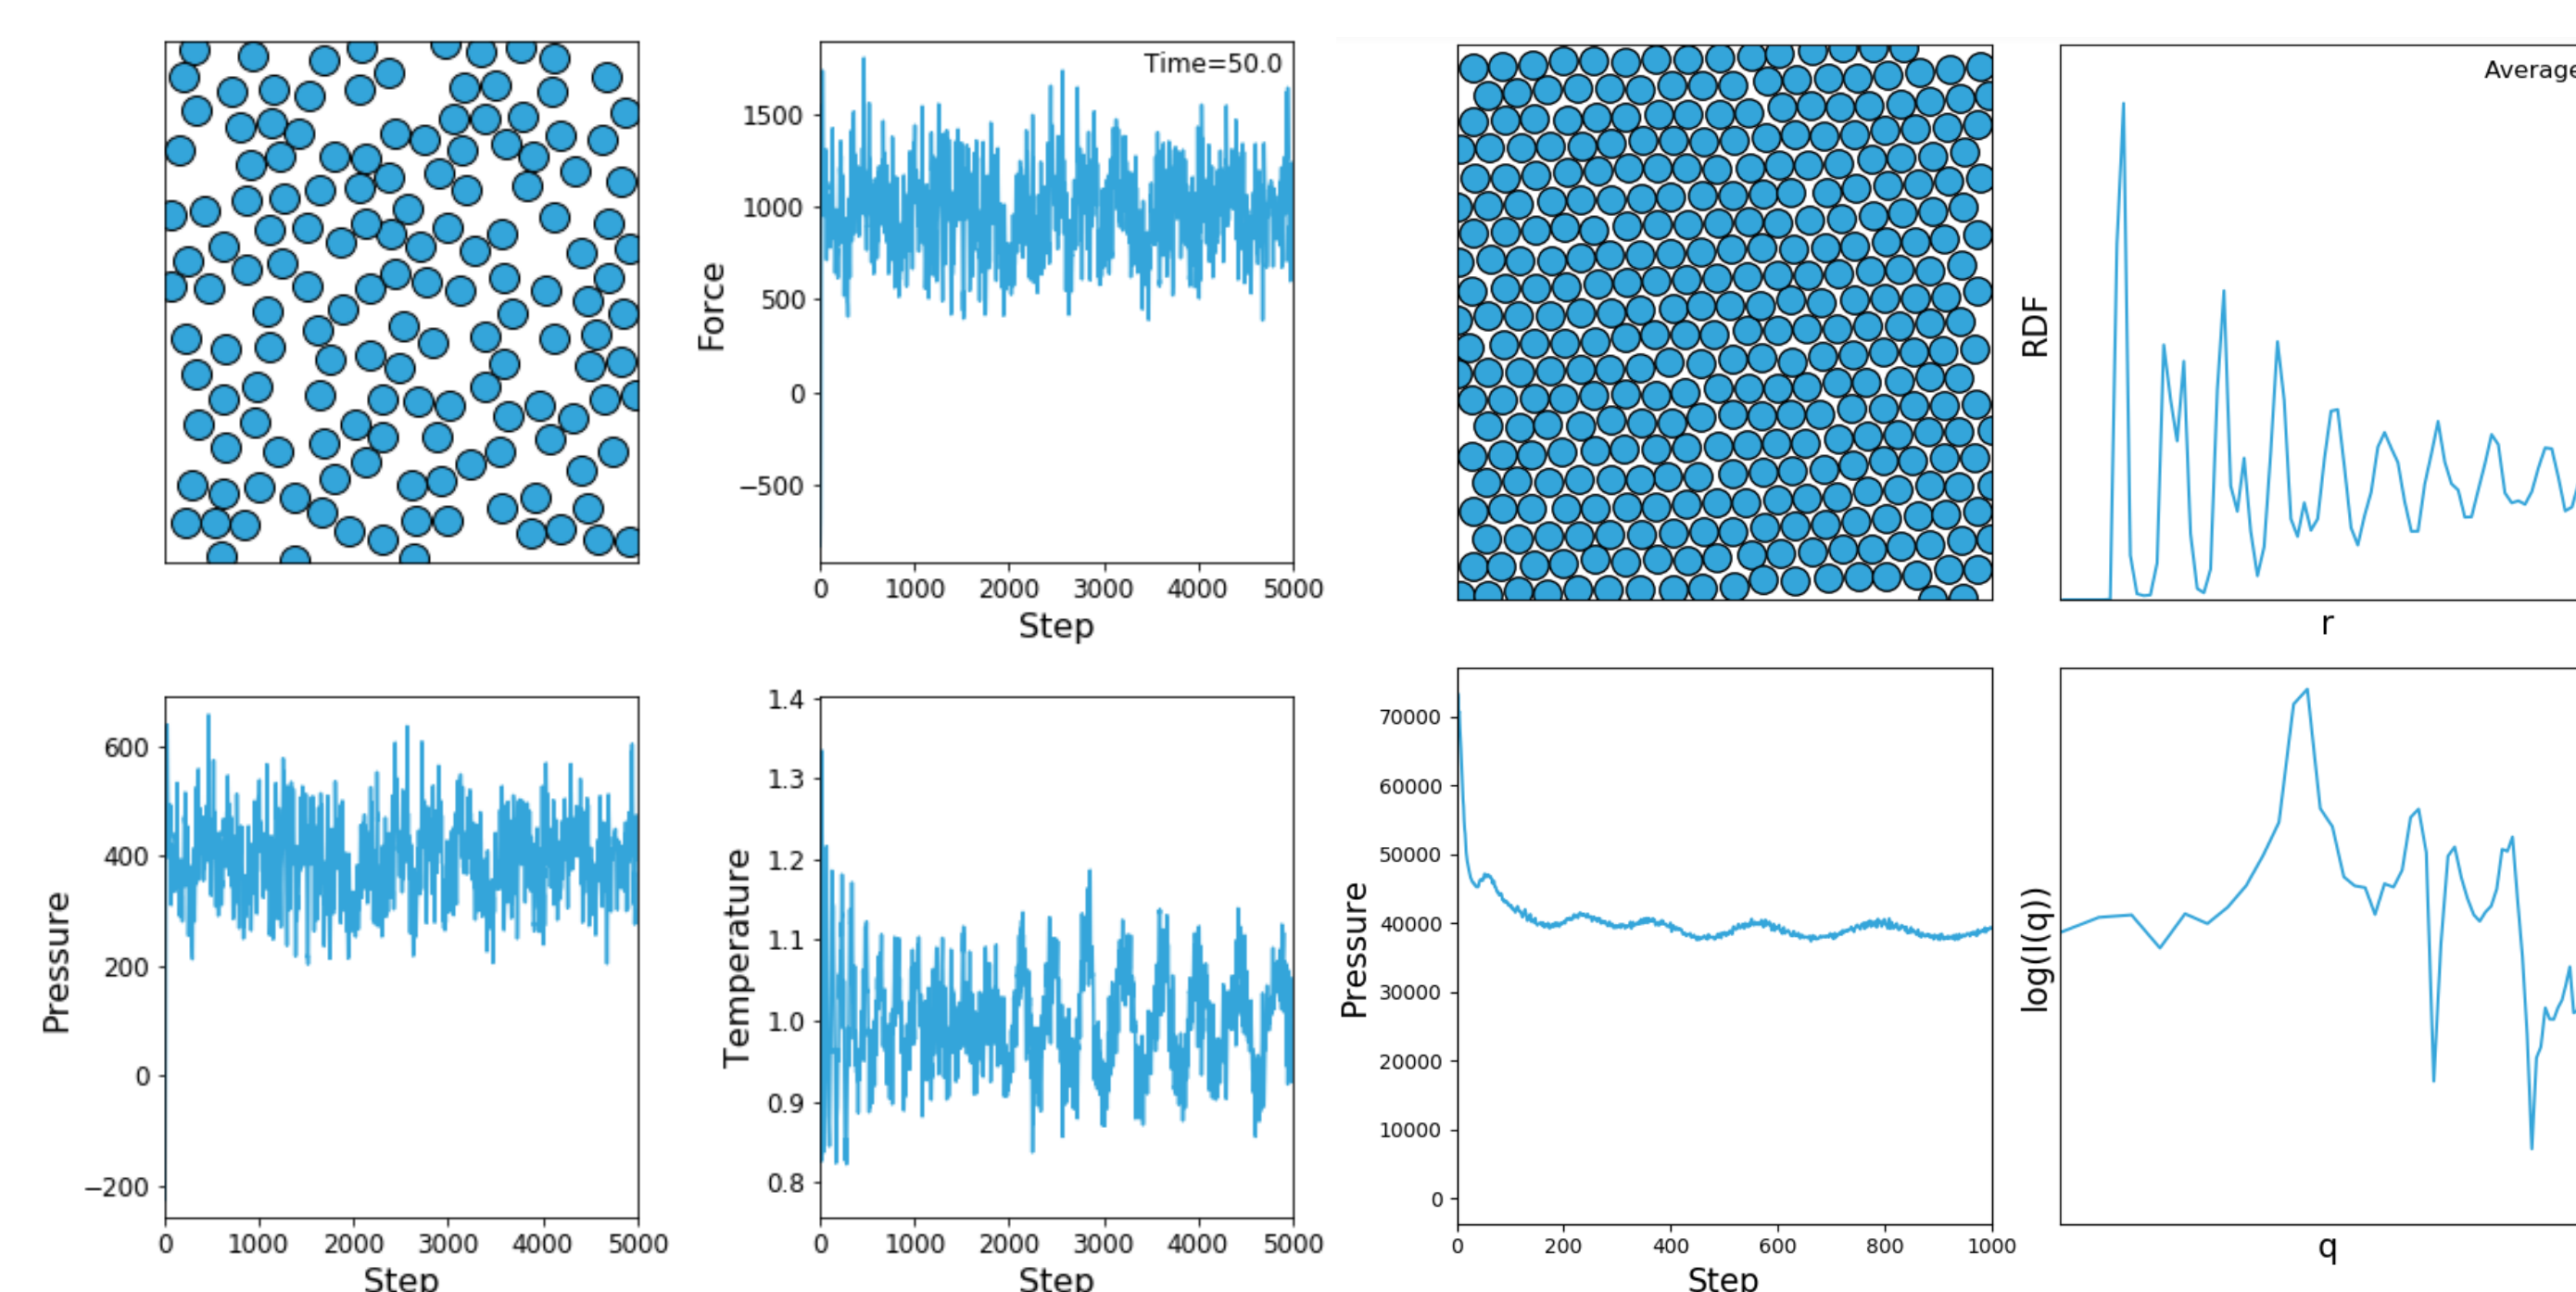 Time=50.0
1500
1000
500
0
−500
Force
0 1000 2000 3000 4000 5000
Step
Average
RDF
r
600
400
200
0
−200
Pressure
0 1000 2000 3000 4000 5000
Step
1.4
1.3
1.2
1.1
1.0
0.9
0.8
Temperature
0 1000 2000 3000 4000 5000
Step
70000
60000
50000
40000
30000
20000
10000
0
Pressure
0 200 400 600 800 1000
Step
log(I(q))
q